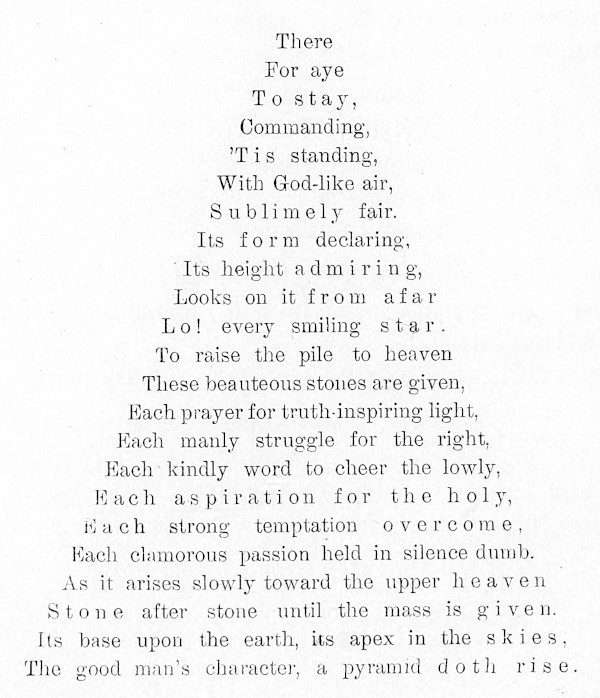 There
For aye
To stay,
Commanding,
'Tis standing,
With God-like air,
Sublimely fair.
Its form declaring,
Its height admiring,
Looks on it from afar
Lo! every smiling star.
To raise the pile to heaven
These beauteous stones are given,
Each prayer for truth-inspiring light,
Each manly struggle for the right,
Each kindly word to cheer the lowly,
Each aspiration for the holy,
Each strong temptation overcome,
Each clamorous passion held in silence dumb.
As it arises slowly toward the upper heaven
Stone after stone until the mass is given.
Its base upon the earth, its apex in the skies,
The good man's character, a pyramid doth rise.